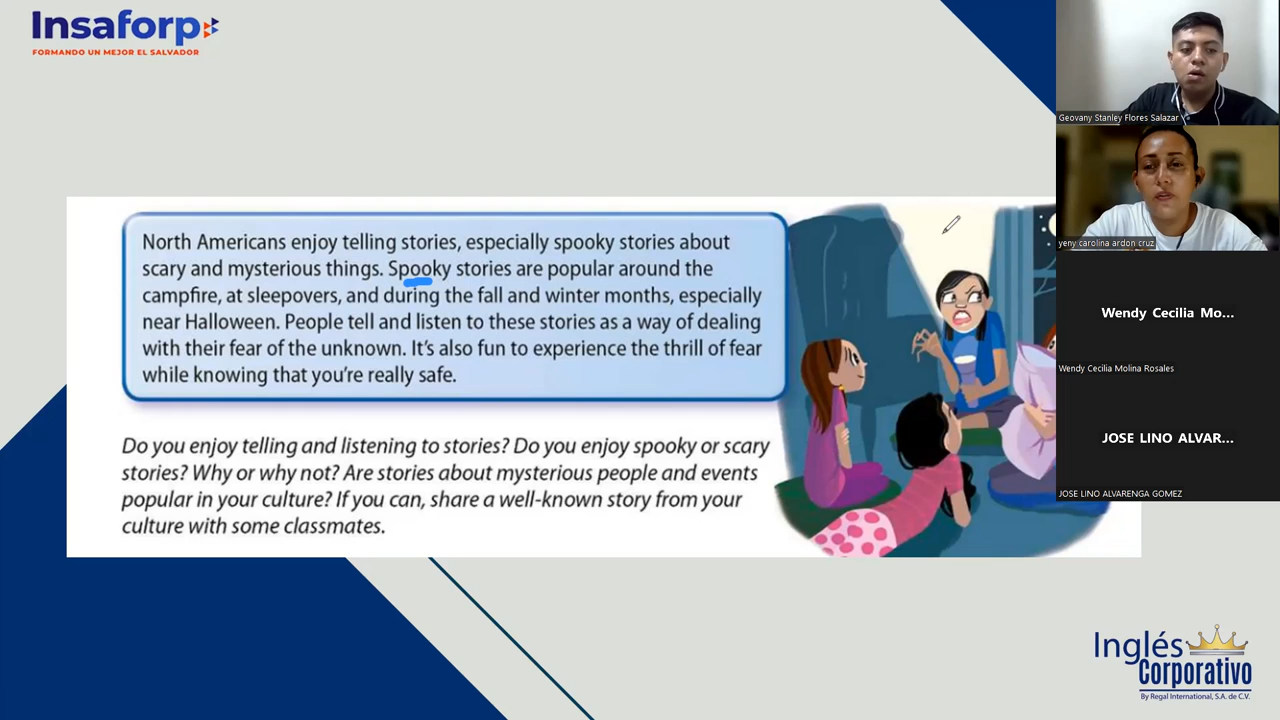 Insaforp
FORMANDO UN MEJOR EL SALVADOR
North Americans enjoy telling stories, especially spooky stories about
scary and mysterious things. Spooky stories are popular around the
campfire, at sleepovers, and during the fall and winter months, especially
near Halloween. People tell and listen to these stories as a way of dealing
with their fear of the unknown. It's also fun to experience the thrill of fear
while knowing that you're really safe.
Do you enjoy telling and listening to stories? Do you enjoy spooky or scary
stories? Why or why not? Are stories about mysterious people and events
popular in your culture? If you can, share a well-known story from your
culture with some classmates.
Geovany Stanley Flores Salazar
yeny carolina ardon cruz
Wendy Cecilia Mo...
Wendy Cecilia Molina Rosales
JOSE LINO ALVAR...
JOSE LINO ALVARENGA GOMEZ
Inglés
Corporativo
By Regal International, S.A. de C.V.